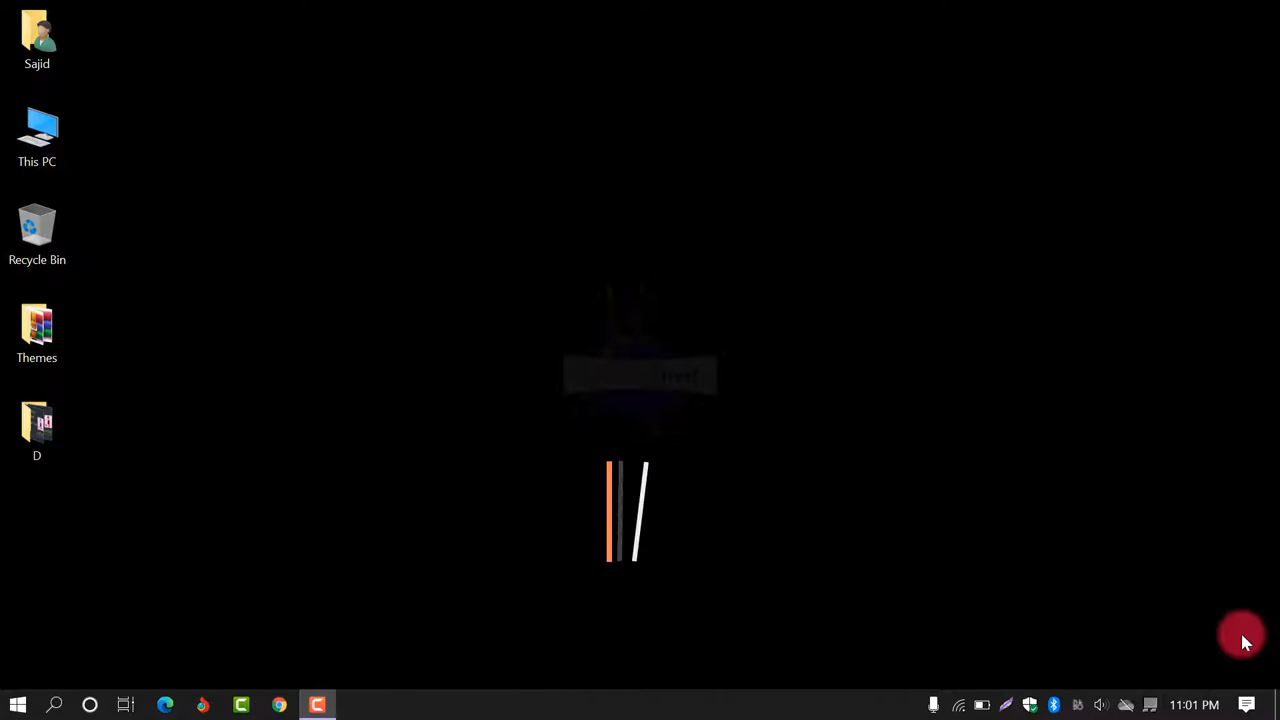 Sajid
This PC
Recycle Bin
Themes
D
11:01 PM